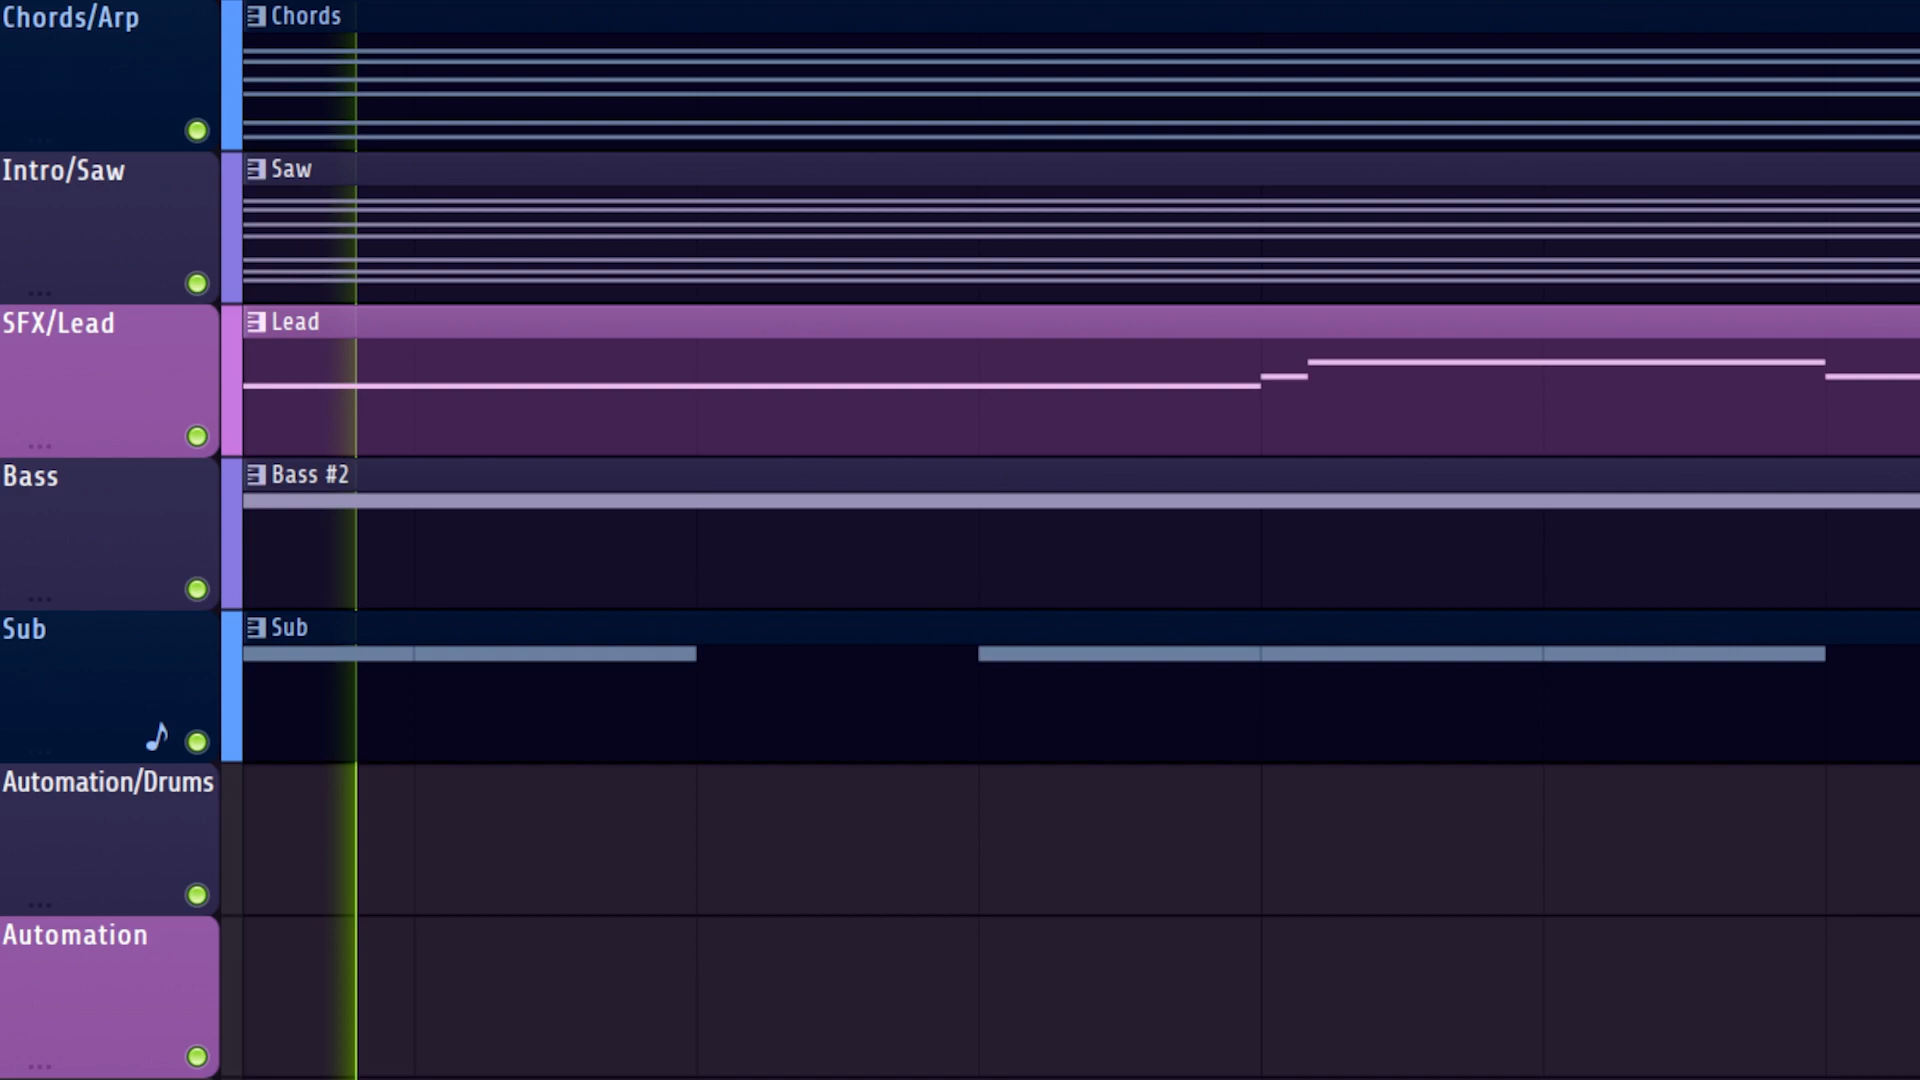 Chords/Arp
Chords
Intro/Saw
Saw
SFX/Lead
Lead
Bass
Bass #2
Sub
Sub
Automation/Drums
Automation